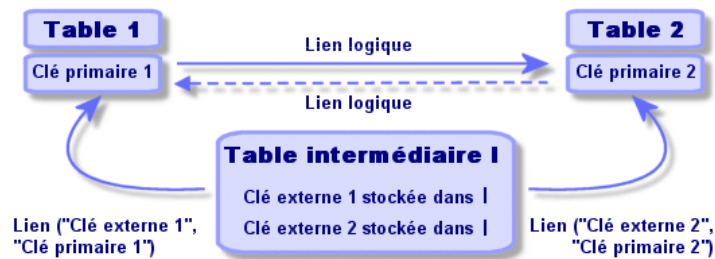 Table 1
Table 2
Lien logique
Clé primaire 1
Clé primaire 2
Lien logique
Table intermédiaire I
Clé externe 1 stockée dans I
Clé externe 2 stockée dans I
Lien ("Clé externe 1",
"Clé primaire 1")
Lien ("Clé externe 2",
"Clé primaire 2")